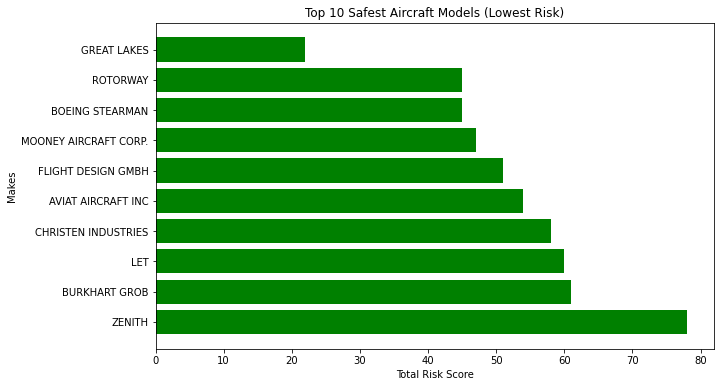 Top 10 Safest Aircraft Models (Lowest Risk)
GREAT LAKES
ROTORWAY
BOEING STEARMAN
MOONEY AIRCRAFT CORP.
FLIGHT DESIGN GMBH
AVIAT AIRCRAFT INC
CHRISTEN INDUSTRIES
LET
BURKHART GROB
ZENITH
Makes
0 10 20 30 40 50 60 70 80
Total Risk Score